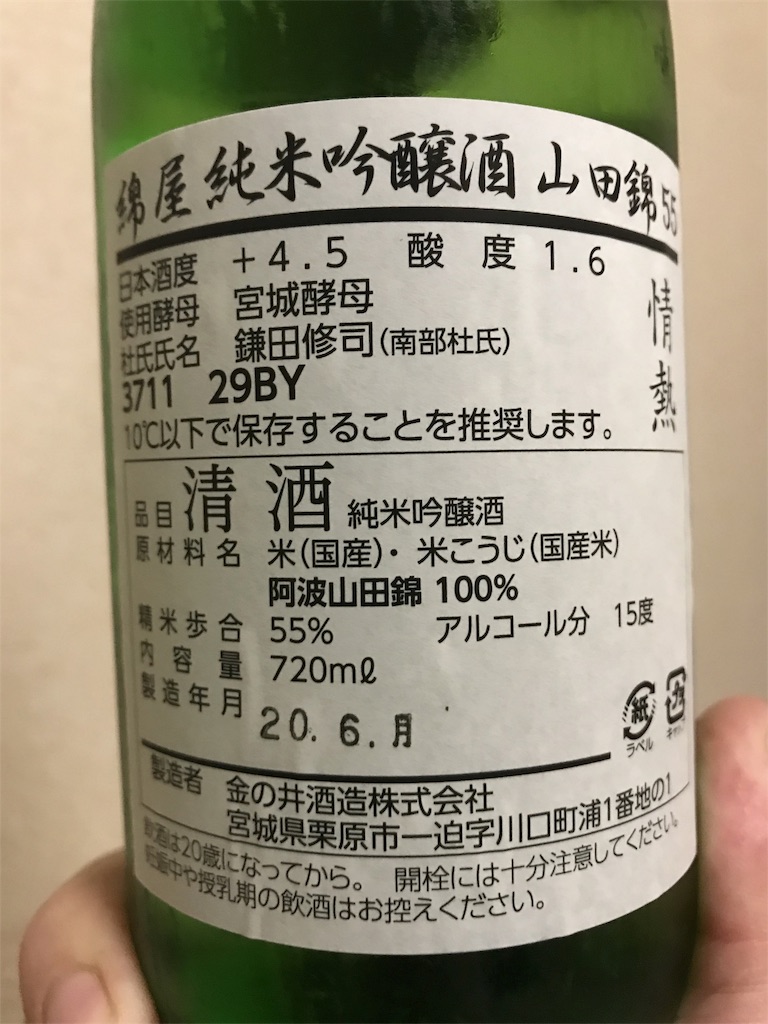 綿屋 純米吟醸酒 山田錦55
日本酒度 +4.5 酸度 1.6
使用酵母 宮城酵母
杜氏氏名 鎌田修司(南部杜氏)
3711 29BY
情熱
10℃以下で保存することを推奨します。
品目 清酒 純米吟醸酒
原材料名 米(国産)・米こうじ(国産米)
阿波山田錦 100%
精米歩合 55% アルコール分 15度
内容量 720mℓ
製造年月 20.6.月
紙 ラベル
キャップ
製造者 金の井酒造株式会社
宮城県栗原市一迫字川口町浦1番地の1
飲酒は20歳になってから。 開栓には十分注意してください。
妊娠中や授乳期の飲酒はお控えください。